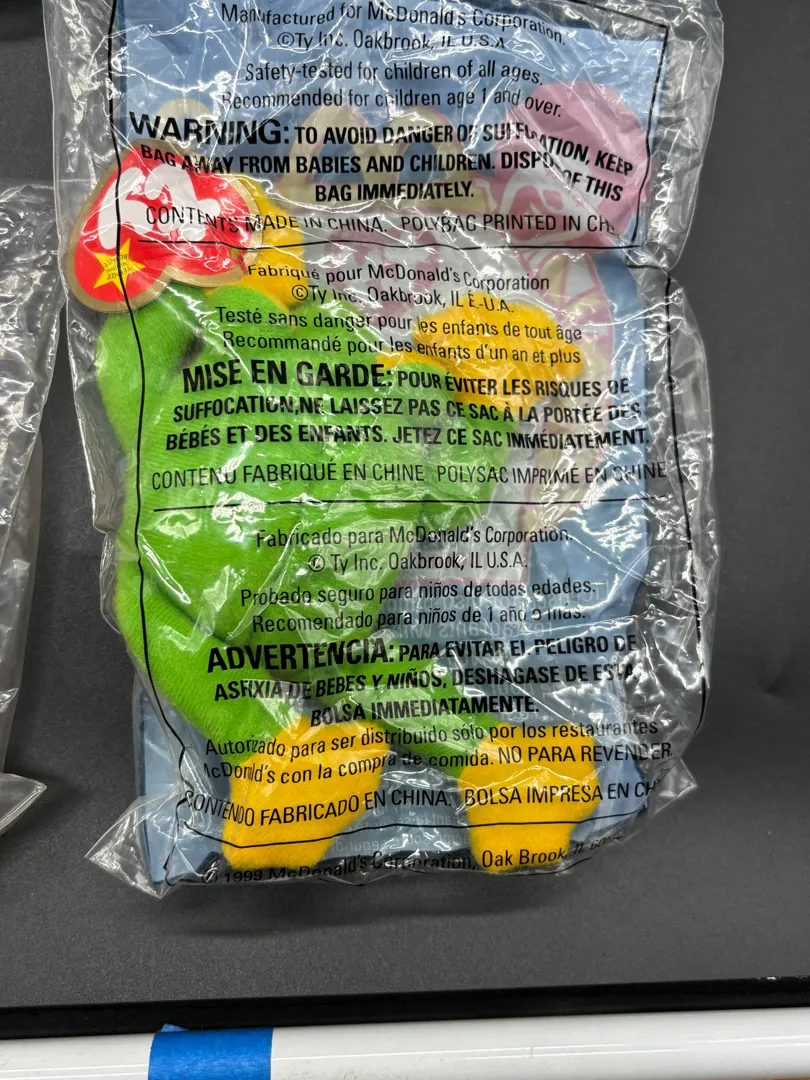 Manufactured for McDonald's Corporation.
©Ty Inc. Oakbrook, IL U.S.A
Safety-tested for children of all ages.
Recommended for children age 1 and over.
WARNING: TO AVOID DANGER OF SUFFOCATION, KEEP
BAG AWAY FROM BABIES AND CHILDREN. DISPO OF THIS
BAG IMMEDIATELY.
CONTENTS MADE IN CHINA. POLYBAG PRINTED IN CH
ty
Fabriqué pour McDonald's Corporation
©Ty Inc. Oakbrook, IL É.-U.A.
Testé sans danger pour les enfants de tout âge
Recommandé pour les enfants d'un an et plus
MISE EN GARDE: POUR ÉVITER LES RISQUES DE
SUFFOCATION,NE LAISSEZ PAS CE SAC À LA PORTÉE DES
BÉBÉS ET DES ENFANTS. JETEZ CE SAC IMMÉDIATEMENT.
CONTENU FABRIQUÉ EN CHINE POLYSAC IMPRIMÉ EN CHINE
Fabricado para McDonald's Corporation.
© Ty Inc. Oakbrook, IL U.S.A.
Probado seguro para niños de todas edades.
Recomendado para niños de 1 año o más.
ADVERTENCIA: PARA EVITAR EL PELIGRO DE
ASFIXIA DE BEBES Y NIÑOS, DESHAGASE DE ESTA
BOLSA IMMEDIATAMENTE.
Autorizado para ser distribuido sólo por los restaurantes
McDonald's con la compra de comida. NO PARA REVENDER.
CONTENDO FABRICADO EN CHINA. BOLSA IMPRESA EN CH
© 1999 McDonald's Corporation, Oak Brook, IL